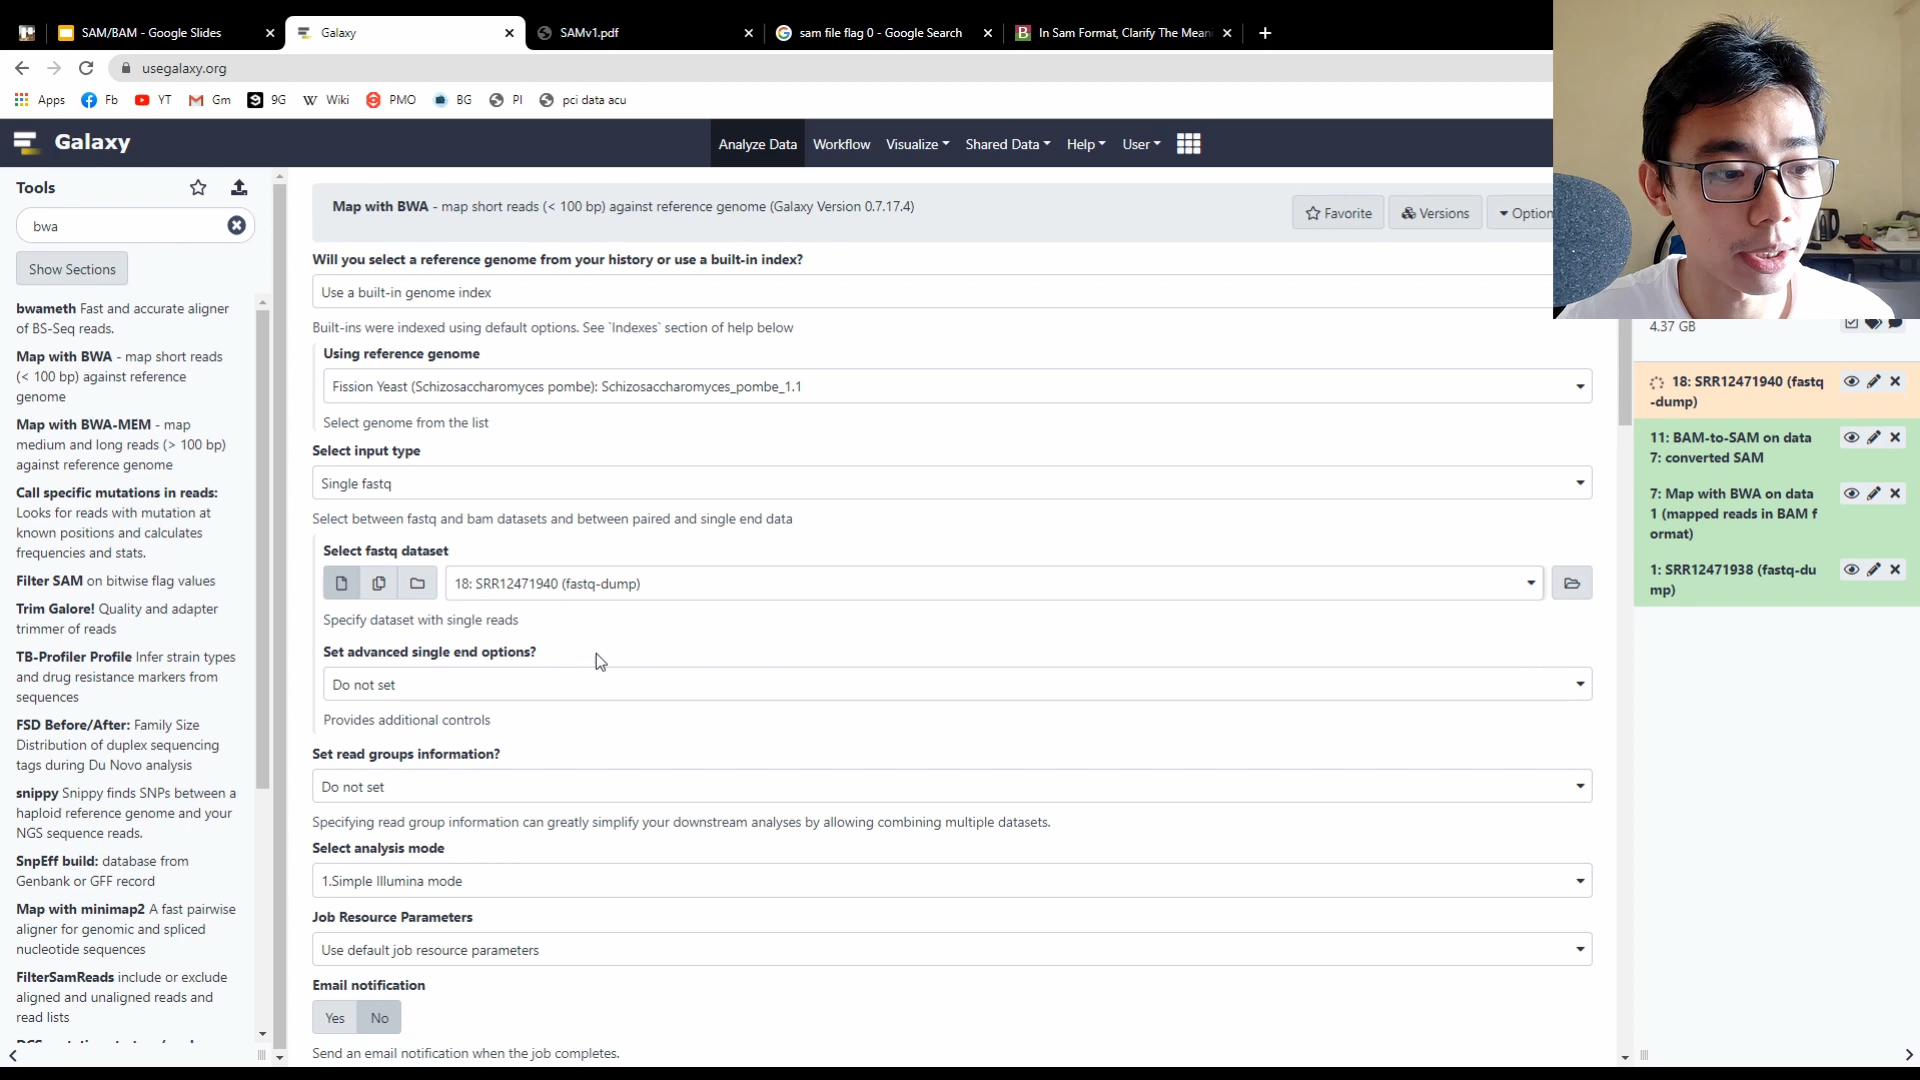 SAM/BAM - Google Slides
Galaxy
SAMv1.pdf
sam file flag 0 - Google Search
In Sam Format, Clarify The Mean
usegalaxy.org
Apps
Fb
YT
Gm
9G
Wiki
PMO
BG
PI
pci data acu
Galaxy
Analyze Data
Workflow
Visualize
Shared Data
Help
User
Tools
bwa
Show Sections
bwameth Fast and accurate aligner
of BS-Seq reads.
Map with BWA - map short reads
(< 100 bp) against reference
genome
Map with BWA-MEM - map
medium and long reads (> 100 bp)
against reference genome
Call specific mutations in reads:
Looks for reads with mutation at
known positions and calculates
frequencies and stats.
Filter SAM on bitwise flag values
Trim Galore! Quality and adapter
trimmer of reads
TB-Profiler Profile Infer strain types
and drug resistance markers from
sequences
FSD Before/After: Family Size
Distribution of duplex sequencing
tags during Du Novo analysis
snippy Snippy finds SNPs between a
haploid reference genome and your
NGS sequence reads.
SnpEff build: database from
Genbank or GFF record
Map with minimap2 A fast pairwise
aligner for genomic and spliced
nucleotide sequences
FilterSamReads include or exclude
aligned and unaligned reads and
read lists
Map with BWA - map short reads (< 100 bp) against reference genome (Galaxy Version 0.7.17.4)
Favorite
Versions
Option
Will you select a reference genome from your history or use a built-in index?
Use a built-in genome index
Built-ins were indexed using default options. See `Indexes` section of help below
Using reference genome
Fission Yeast (Schizosaccharomyces pombe): Schizosaccharomyces_pombe_1.1
Select genome from the list
Select input type
Single fastq
Select between fastq and bam datasets and between paired and single end data
Select fastq dataset
18: SRR12471940 (fastq-dump)
Specify dataset with single reads
Set advanced single end options?
Do not set
Provides additional controls
Set read groups information?
Do not set
Specifying read group information can greatly simplify your downstream analyses by allowing combining multiple datasets.
Select analysis mode
1.Simple Illumina mode
Job Resource Parameters
Use default job resource parameters
Email notification
Yes
No
Send an email notification when the job completes.
4.37 GB
18: SRR12471940 (fastq
-dump)
11: BAM-to-SAM on data
7: converted SAM
7: Map with BWA on data
1 (mapped reads in BAM f
ormat)
1: SRR12471938 (fastq-du
mp)